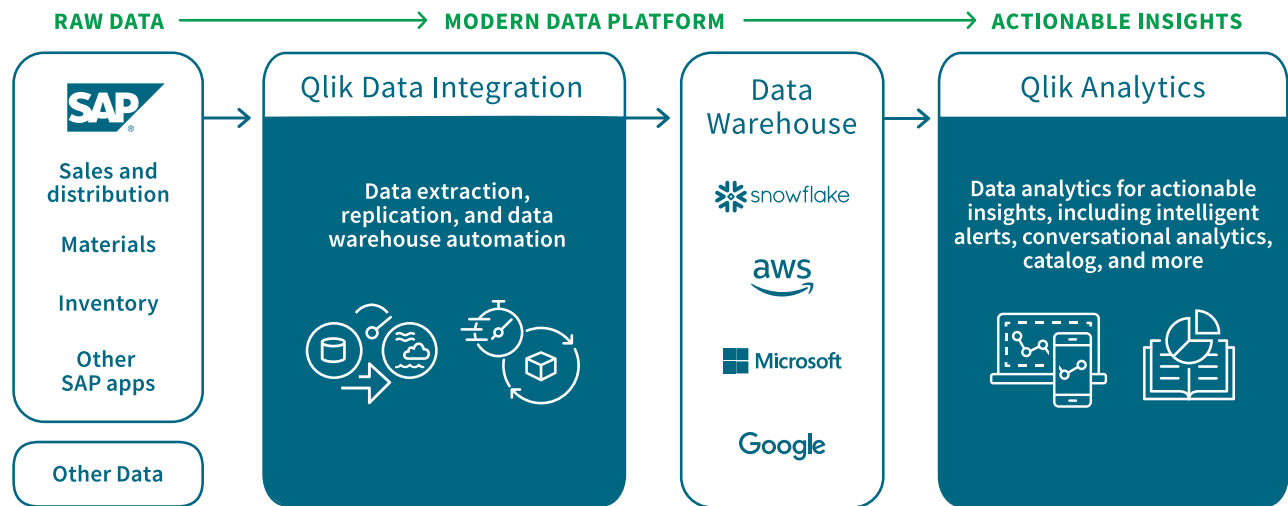 RAW DATA
MODERN DATA PLATFORM
ACTIONABLE INSIGHTS
SAP
®
Sales and
distribution
Materials
Inventory
Other
SAP apps
Other Data
Qlik Data Integration
Data extraction,
replication, and data
warehouse automation
Data
Warehouse
snowflake
aws
Microsoft
Google
Qlik Analytics
Data analytics for actionable
insights, including intelligent
alerts, conversational analytics,
catalog, and more